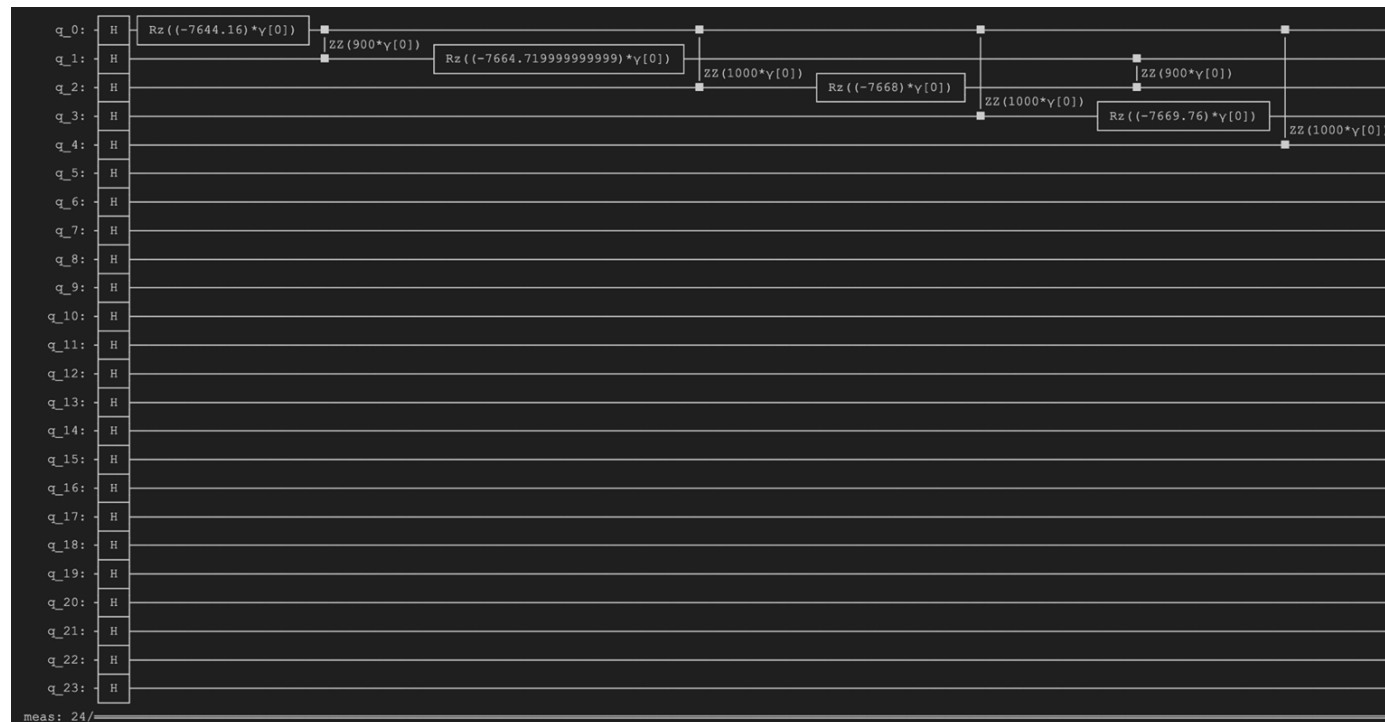 q_0: H Rz((-7644.16)*γ[0])
ZZ(900*γ[0])
q_1: H Rz((-7664.719999999999)*γ[0])
ZZ(1000*γ[0]) ZZ(900*γ[0])
q_2: H Rz((-7668)*γ[0])
ZZ(1000*γ[0])
q_3: H Rz((-7669.76)*γ[0])
ZZ(1000*γ[0])
q_4: H
q_5: H
q_6: H
q_7: H
q_8: H
q_9: H
q_10: H
q_11: H
q_12: H
q_13: H
q_14: H
q_15: H
q_16: H
q_17: H
q_18: H
q_19: H
q_20: H
q_21: H
q_22: H
q_23: H
meas: 24/